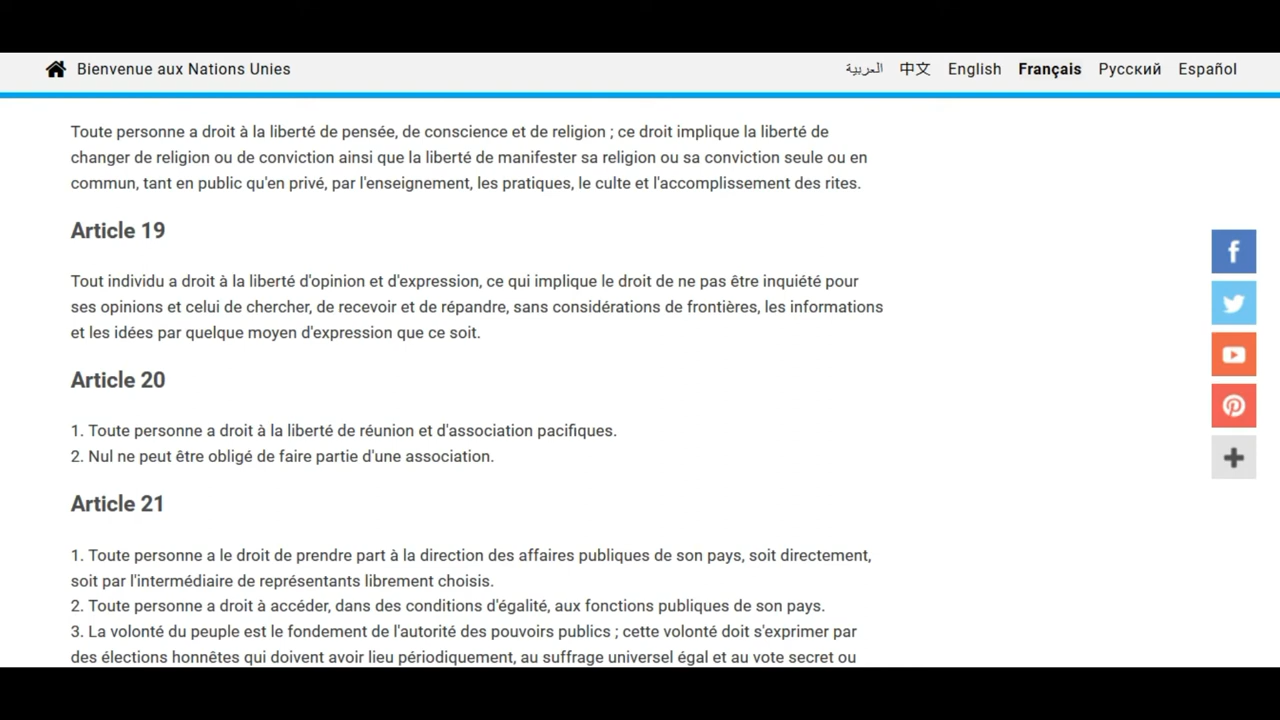 Bienvenue aux Nations Unies
العربية 中文 English Français Русский Español
Toute personne a droit à la liberté de pensée, de conscience et de religion ; ce droit implique la liberté de
changer de religion ou de conviction ainsi que la liberté de manifester sa religion ou sa conviction seule ou en
commun, tant en public qu'en privé, par l'enseignement, les pratiques, le culte et l'accomplissement des rites.
Article 19
Tout individu a droit à la liberté d'opinion et d'expression, ce qui implique le droit de ne pas être inquiété pour
ses opinions et celui de chercher, de recevoir et de répandre, sans considérations de frontières, les informations
et les idées par quelque moyen d'expression que ce soit.
Article 20
1. Toute personne a droit à la liberté de réunion et d'association pacifiques.
2. Nul ne peut être obligé de faire partie d'une association.
Article 21
1. Toute personne a le droit de prendre part à la direction des affaires publiques de son pays, soit directement,
soit par l'intermédiaire de représentants librement choisis.
2. Toute personne a droit à accéder, dans des conditions d'égalité, aux fonctions publiques de son pays.
3. La volonté du peuple est le fondement de l'autorité des pouvoirs publics ; cette volonté doit s'exprimer par
des élections honnêtes qui doivent avoir lieu périodiquement, au suffrage universel égal et au vote secret ou